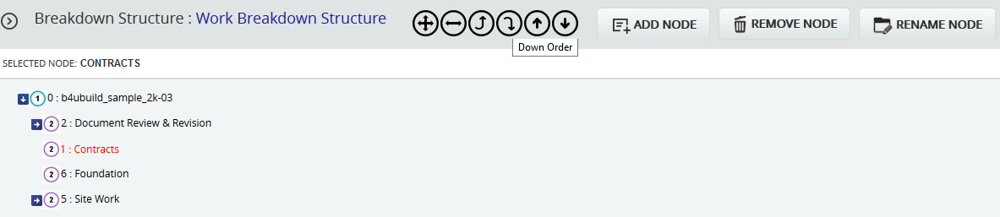 Breakdown Structure : Work Breakdown Structure
ADD NODE
REMOVE NODE
RENAME NODE
Down Order
SELECTED NODE: CONTRACTS
1 0 : b4ubuild_sample_2k-03
2 2 : Document Review & Revision
2 1 : Contracts
2 6 : Foundation
2 5 : Site Work